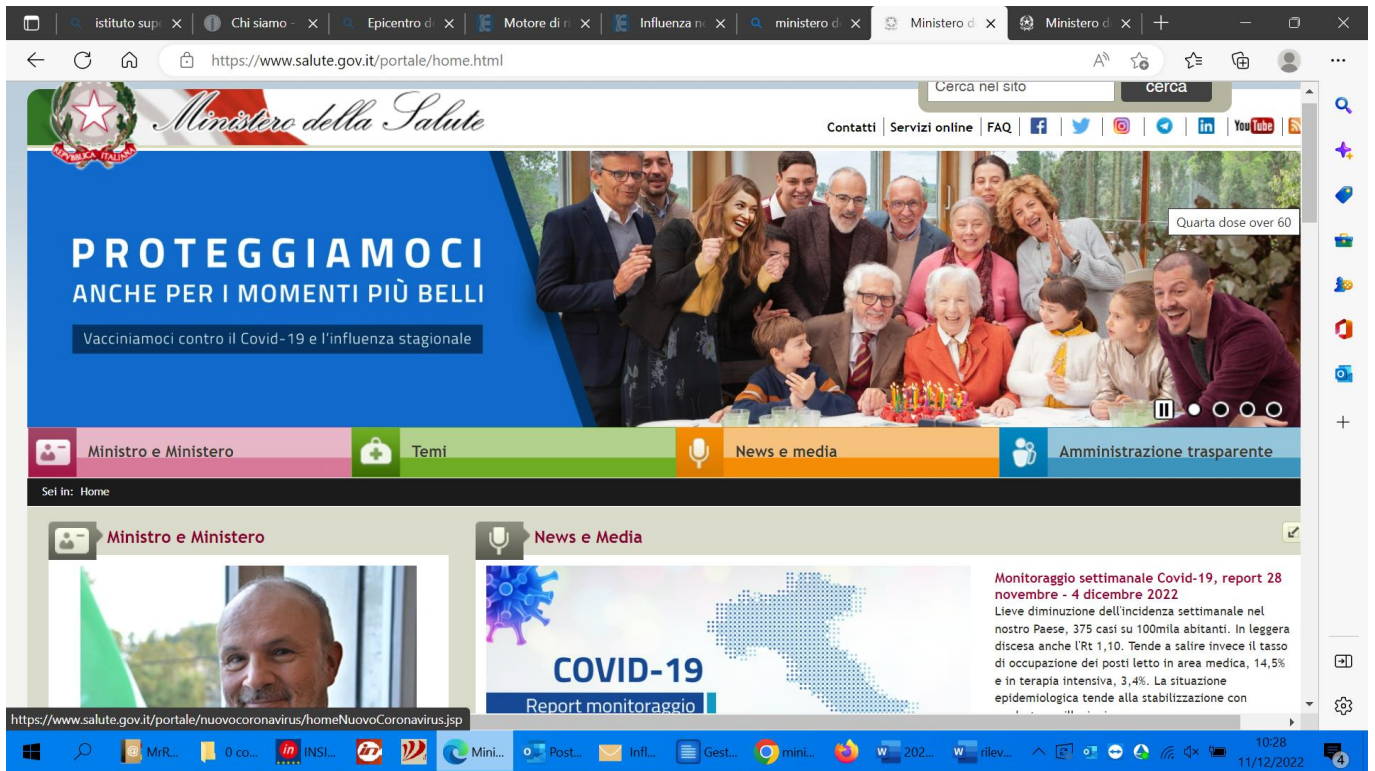 istituto supe
Chi siamo -
Epicentro d
Motore di ri
Influenza ne
ministero d
Ministero d
Ministero d
https://www.salute.gov.it/portale/home.html
Cerca nel sito
cerca
Ministero della Salute
REPVBBLICA ITALIANA
Contatti
Servizi online
FAQ
You Tube
PROTEGGIAMOCI
ANCHE PER I MOMENTI PIÙ BELLI
Vacciniamoci contro il Covid-19 e l'influenza stagionale
Quarta dose over 60
Ministro e Ministero
Temi
News e media
Amministrazione trasparente
Sei in: Home
Ministro e Ministero
News e Media
COVID-19
Report monitoraggio
Monitoraggio settimanale Covid-19, report 28
novembre - 4 dicembre 2022
Lieve diminuzione dell'incidenza settimanale nel
nostro Paese, 375 casi su 100mila abitanti. In leggera
discesa anche l'Rt 1,10. Tende a salire invece il tasso
di occupazione dei posti letto in area medica, 14,5%
e in terapia intensiva, 3,4%. La situazione
epidemiologica tende alla stabilizzazione con
https://www.salute.gov.it/portale/nuovocoronavirus/homeNuovoCoronavirus.jsp
MrR...
0 co...
INSI...
Mini...
Post...
Infl...
Gest...
mini...
202...
rilev...
10:28
11/12/2022
4